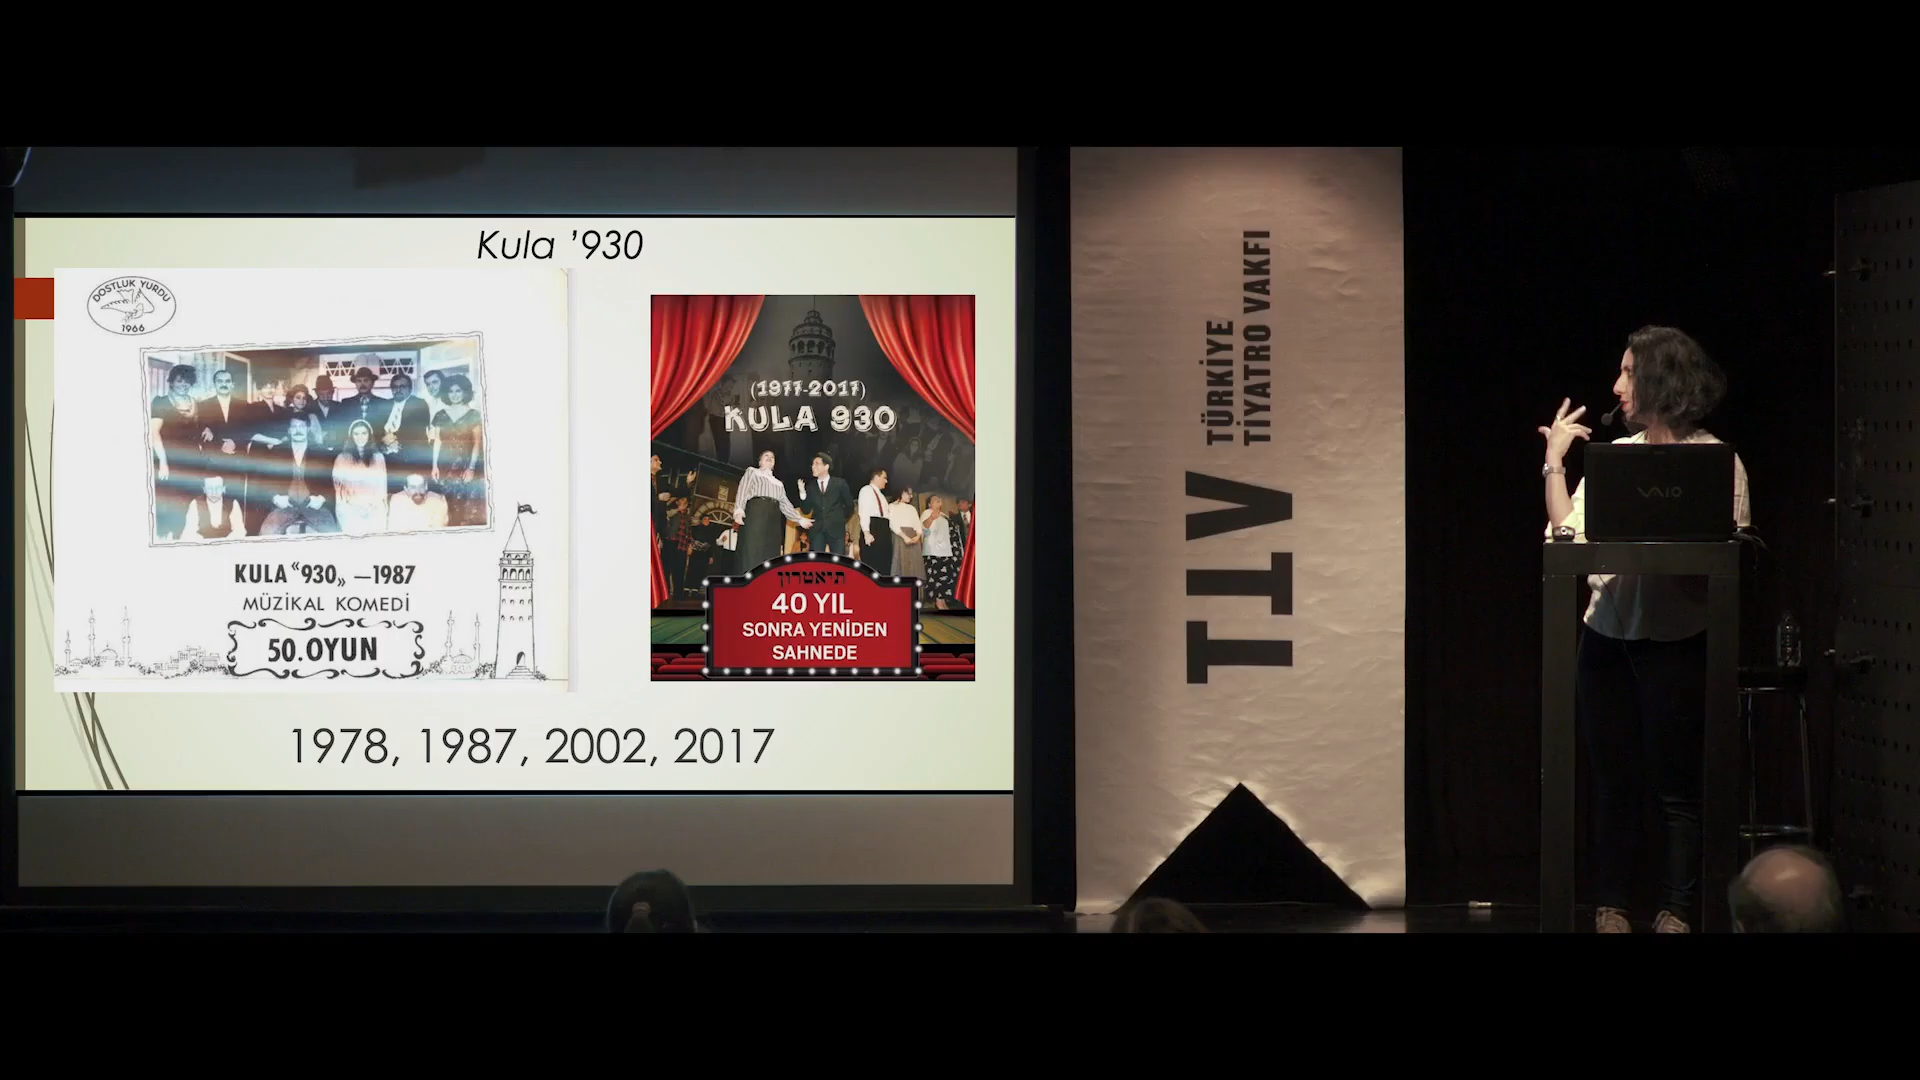 Kula ’930
DOSTLUK YURDU
1966
KULA “930„ —1987
MÜZİKAL KOMEDİ
50. OYUN
(1977-2017)
KULA 930
תיאטרון
40 YIL
SONRA YENİDEN
SAHNEDE
1978, 1987, 2002, 2017
TTV
TÜRKİYE
TİYATRO VAKFI
VAIO